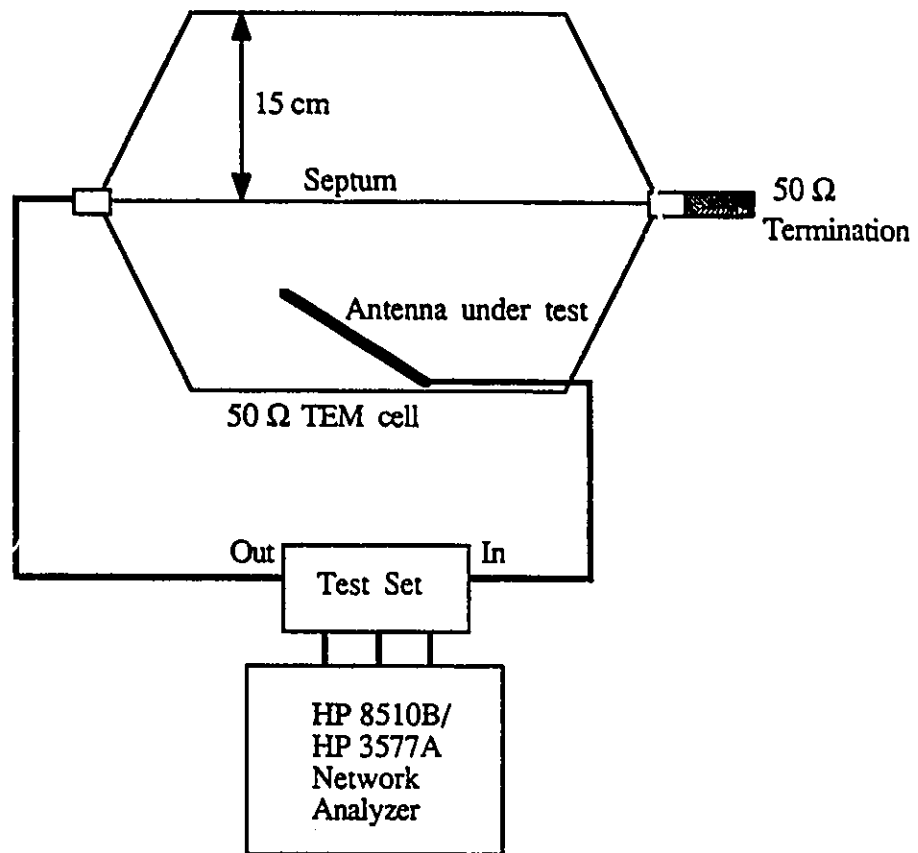 15 cm
Septum
50 Ω
Termination
Antenna under test
50 Ω TEM cell
Out
In
Test Set
HP 8510B/
HP 3577A
Network
Analyzer